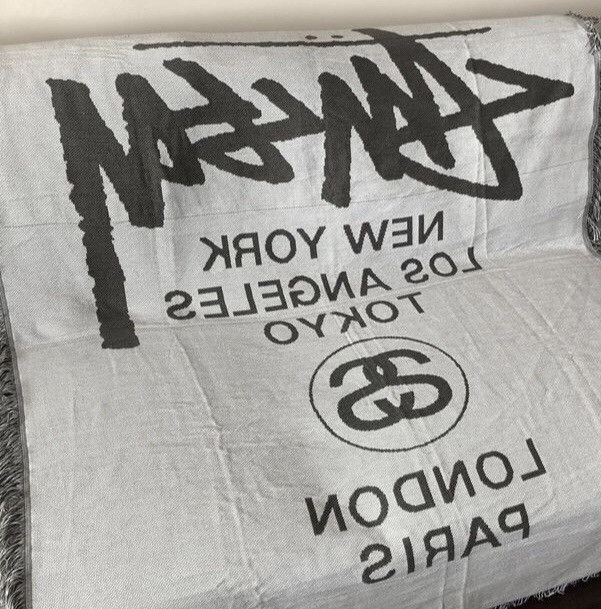 Stüssy
NEW YORK
LOS ANGELES
TOKYO
SS
LONDON
PARIS